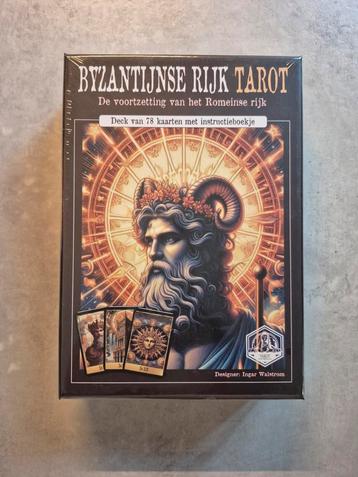 BYZANTIJNSE RIJK TAROT
De voortzetting van het Romeinse rijk
Deck van 78 kaarten met instructieboekje
Designer: Ingar Walstrom